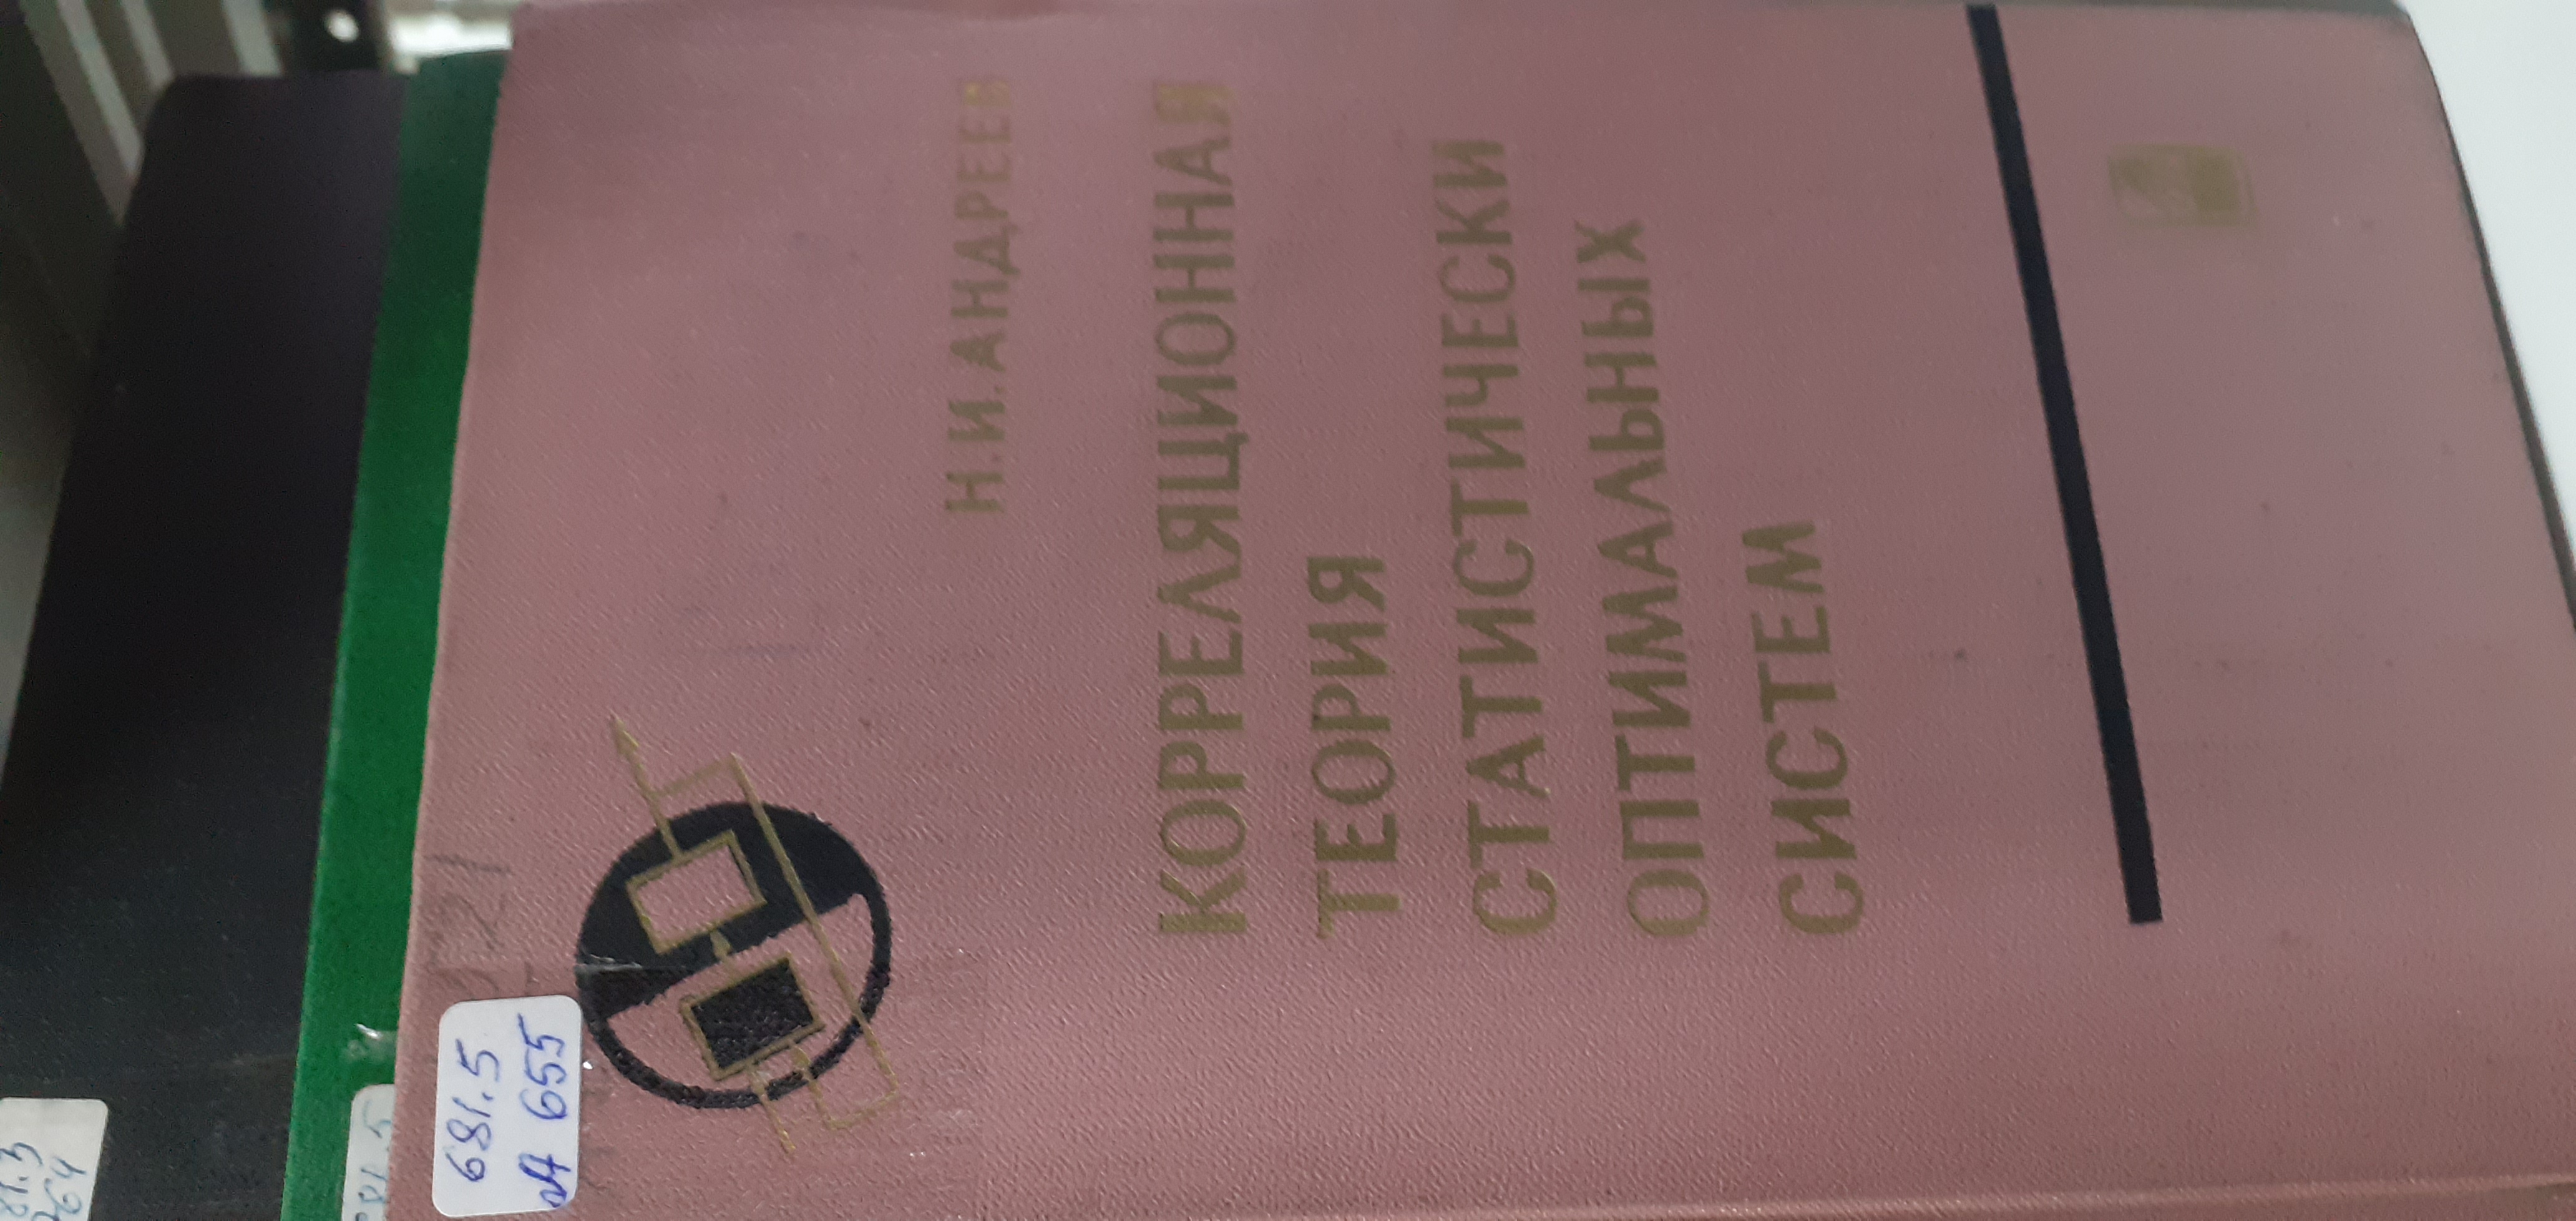 Н.И.АНДРЕЕВ
КОРРЕЛЯЦИОННАЯ
ТЕОРИЯ
СТАТИСТИЧЕСКИ
ОПТИМАЛЬНЫХ
СИСТЕМ
681.5
А 655